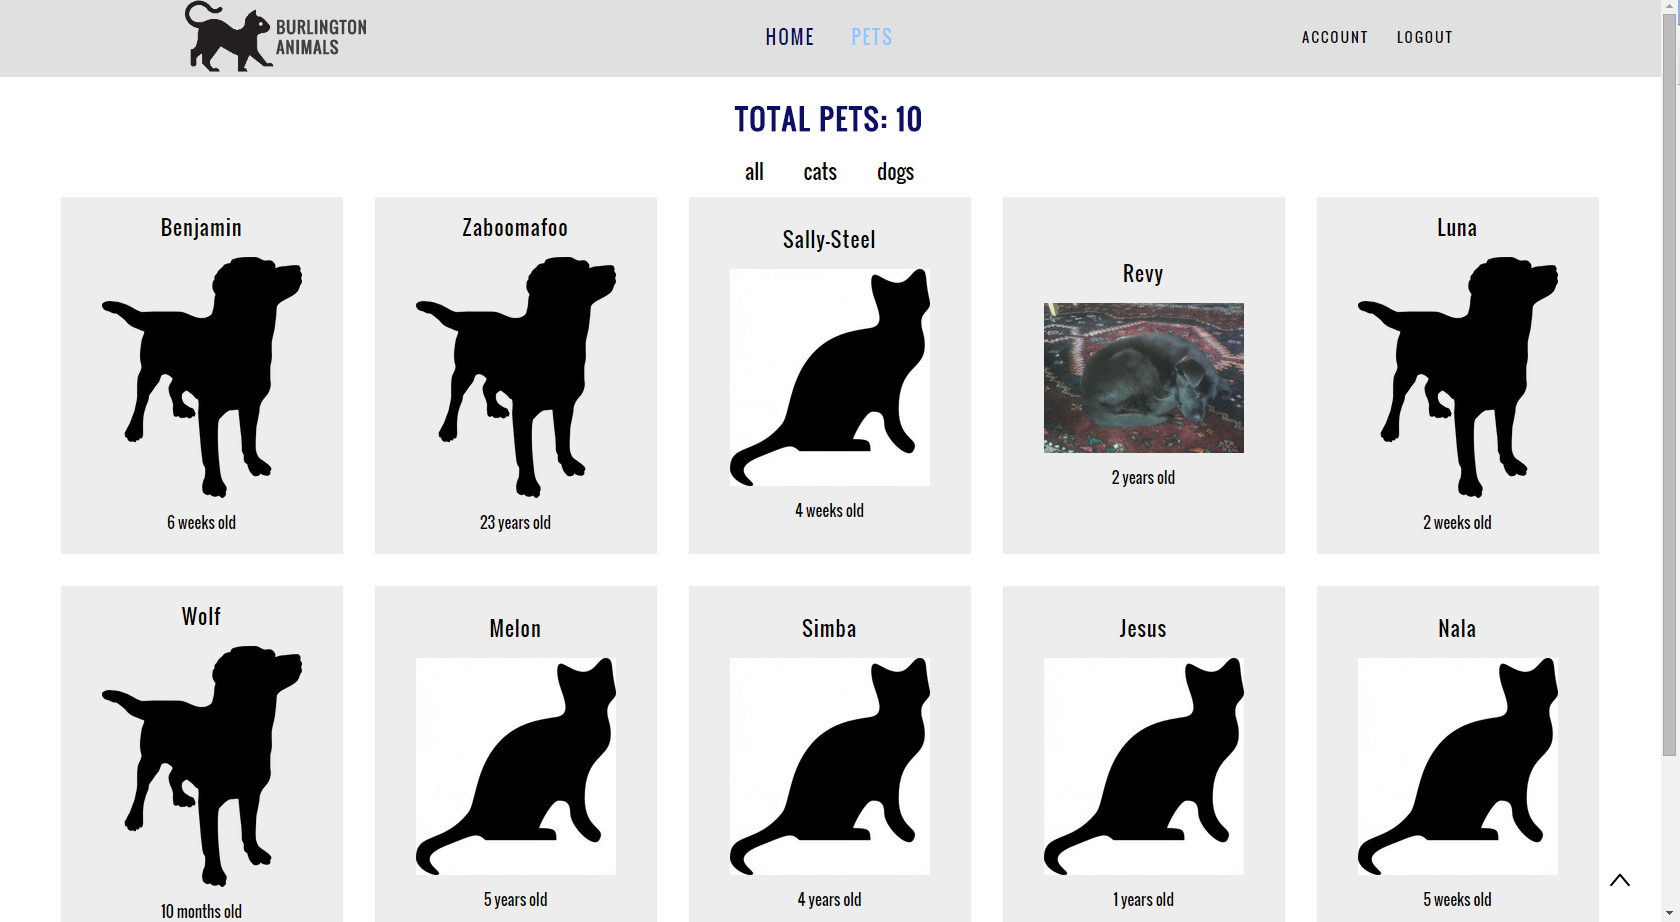 BURLINGTON
ANIMALS
HOME PETS
ACCOUNT LOGOUT
TOTAL PETS: 10
all cats dogs
Benjamin
6 weeks old
Zaboomafoo
23 years old
Sally-Steel
4 weeks old
Revy
2 years old
Luna
2 weeks old
Wolf
10 months old
Melon
5 years old
Simba
4 years old
Jesus
1 years old
Nala
5 weeks old